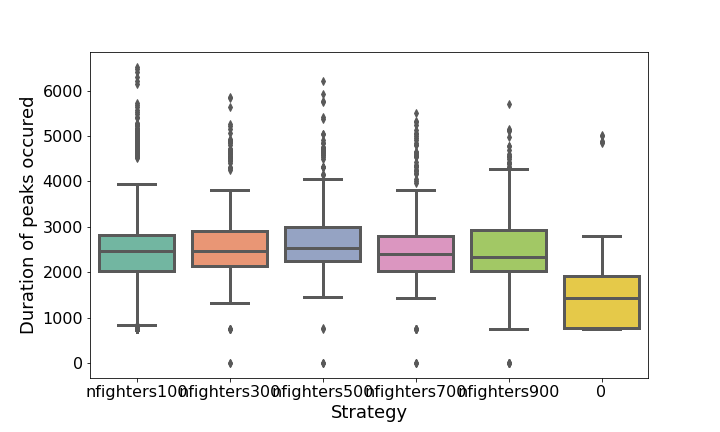 Duration of peaks occured
6000
5000
4000
3000
2000
1000
0
nfighters100 nfighters300 nfighters500 nfighters700 nfighters900 0
Strategy